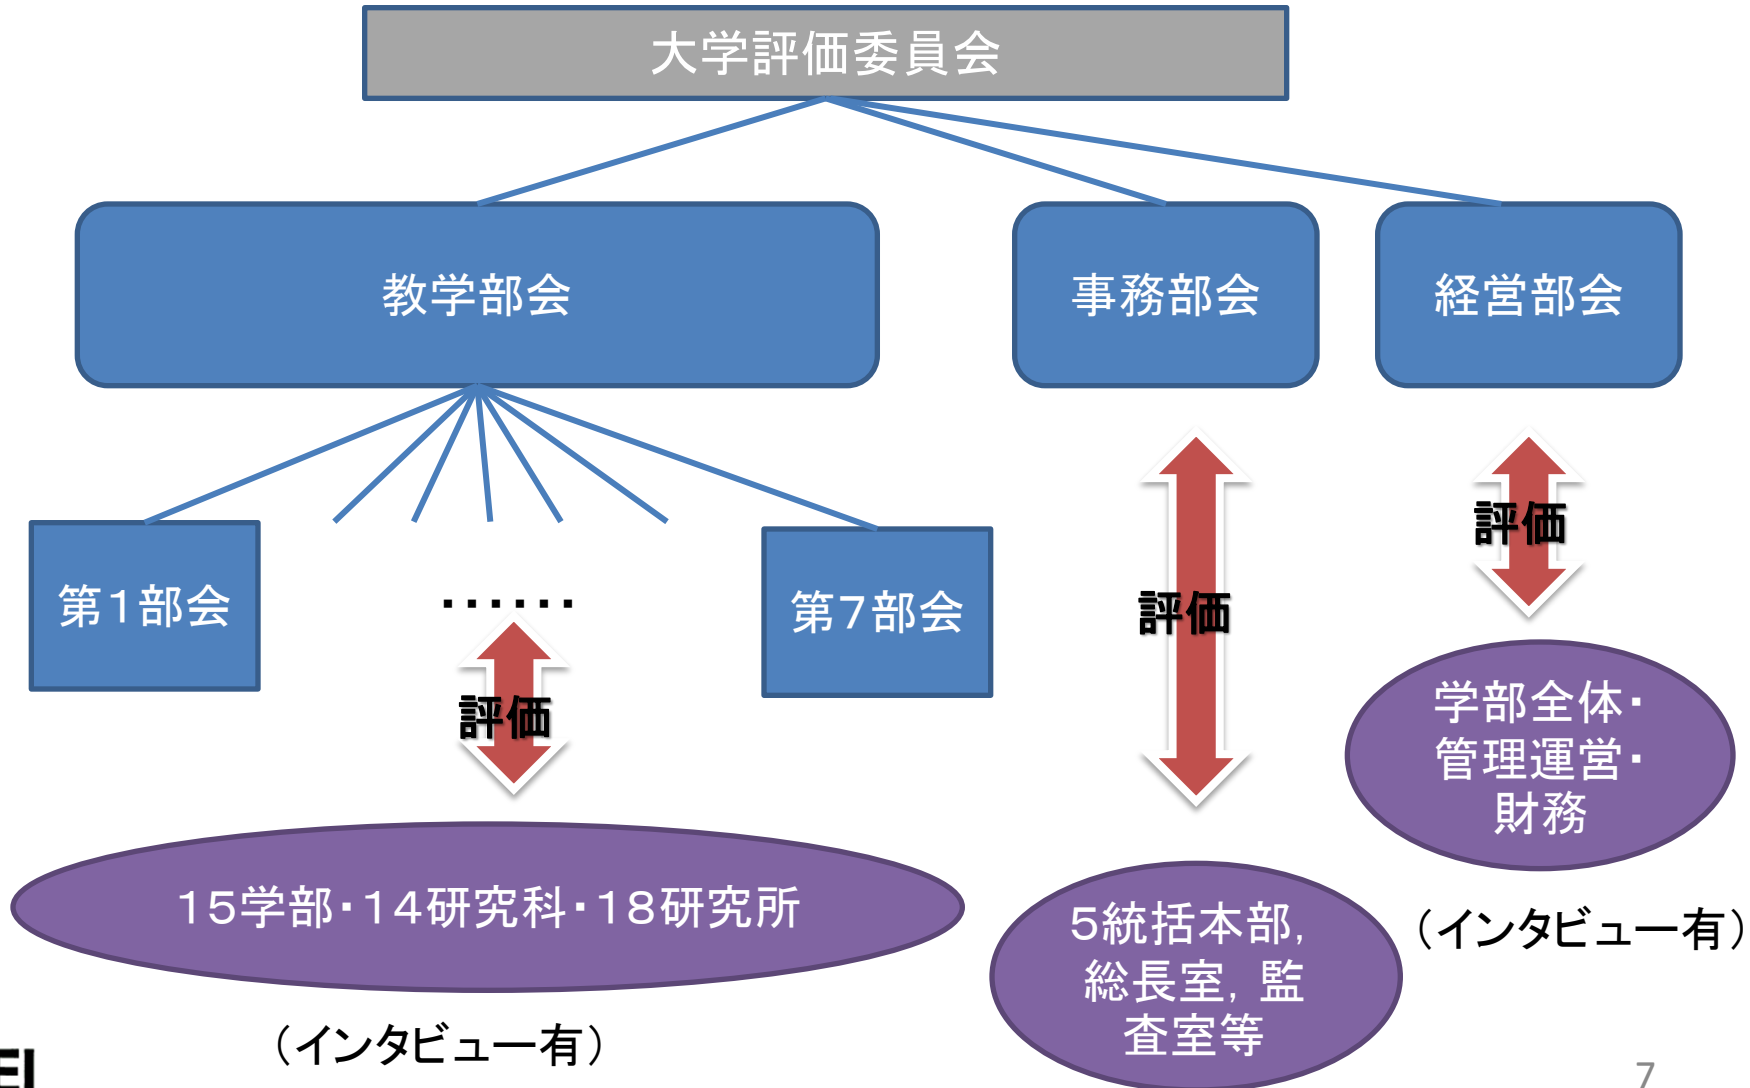 大学評価委員会
教学部会
事務部会
経営部会
第1部会
・・・・・・
第7部会
評価
評価
評価
15学部・14研究科・18研究所
（インタビュー有）
5統括本部,
総長室, 監
査室等
学部全体・
管理運営・
財務
（インタビュー有）
7